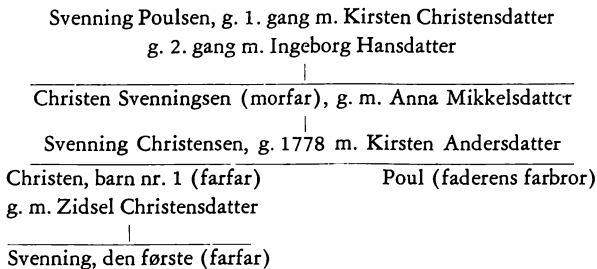 Svenning Poulsen, g. 1. gang m. Kirsten Christensdatter
g. 2. gang m. Ingeborg Hansdatter
Christen Svenningsen (morfar), g. m. Anna Mikkelsdatter
Svenning Christensen, g. 1778 m. Kirsten Andersdatter
Christen, barn nr. 1 (farfar) Poul (faderens farbror)
g. m. Zidsel Christensdatter
Svenning, den første (farfar)